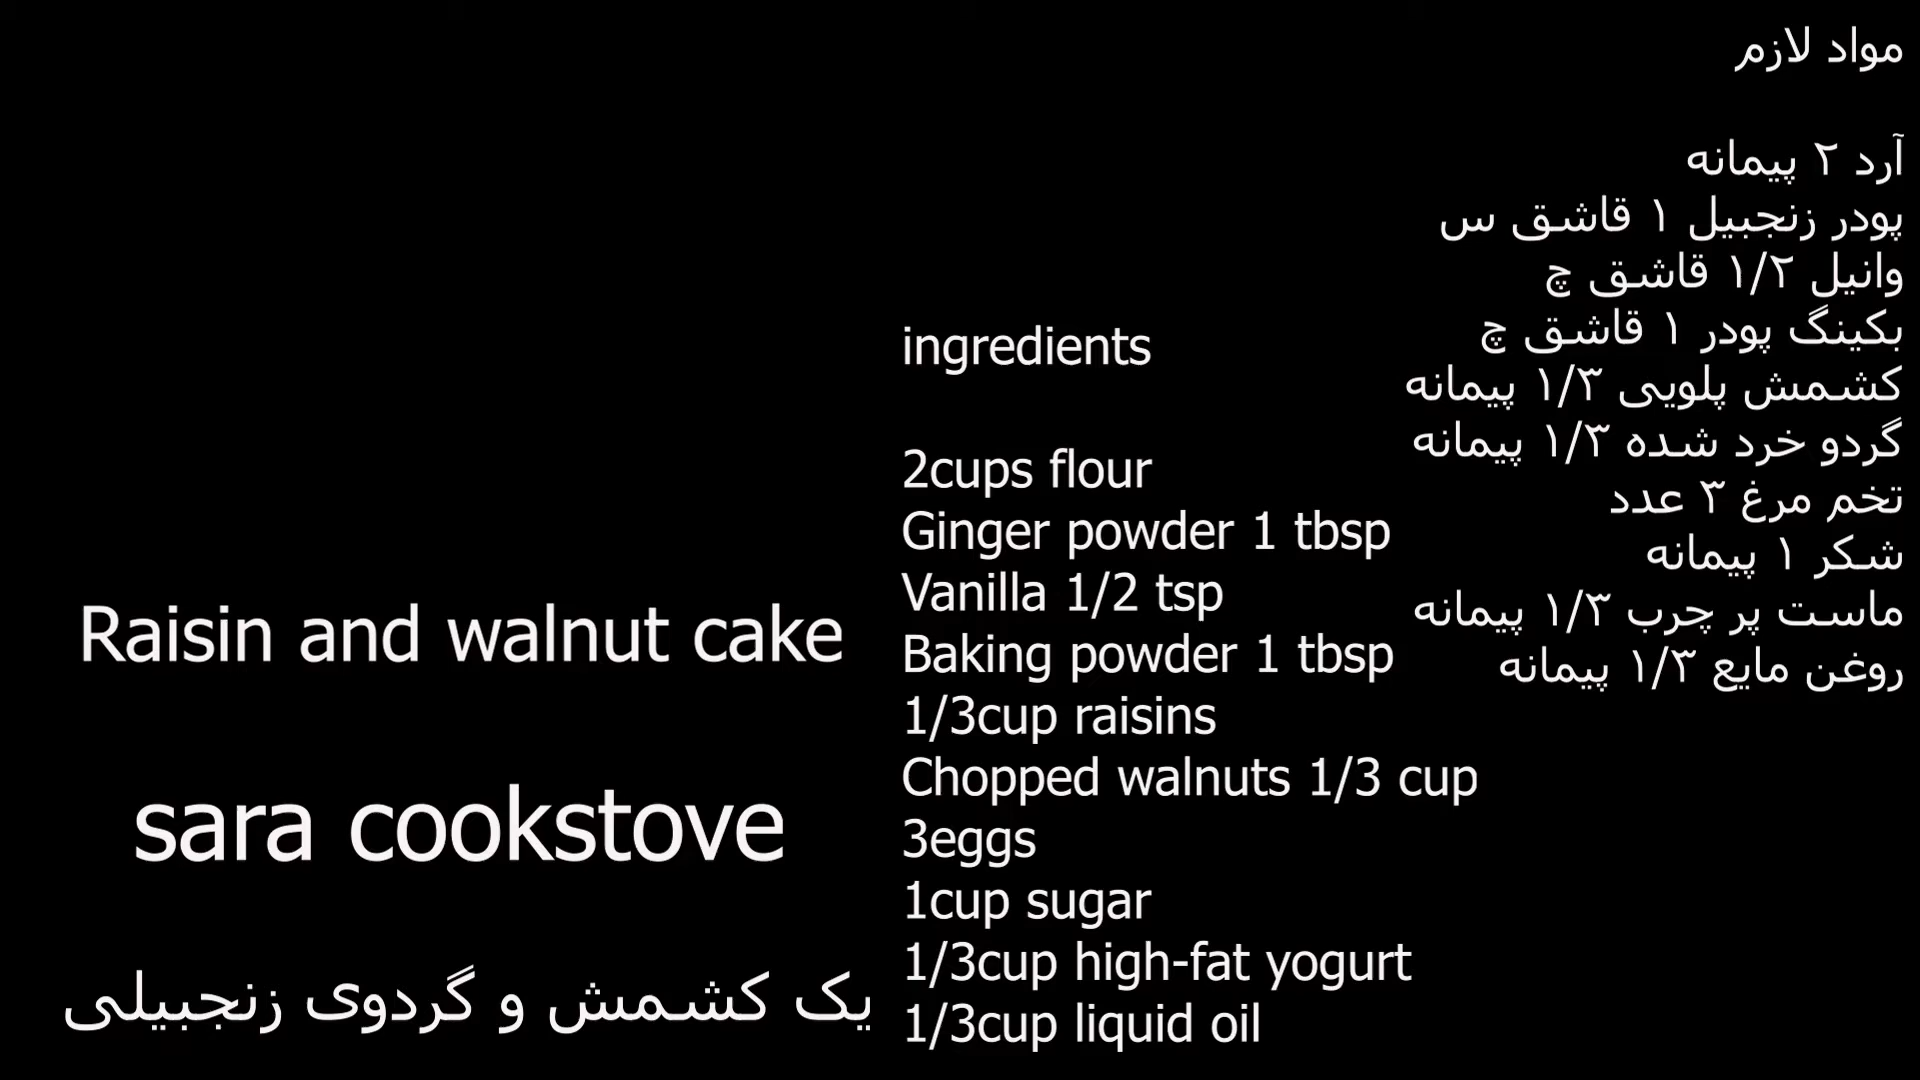 مواد لازم
آرد ۲ پیمانه
پودر زنجبیل ۱ قاشق س
وانیل ۱/۲ قاشق چ
بکینگ پودر ۱ قاشق چ
کشمش پلویی ۱/۳ پیمانه
گردو خرد شده ۱/۳ پیمانه
تخم مرغ ۳ عدد
شکر ۱ پیمانه
ماست پر چرب ۱/۳ پیمانه
روغن مایع ۱/۳ پیمانه
ingredients
2cups flour
Ginger powder 1 tbsp
Vanilla 1/2 tsp
Baking powder 1 tbsp
1/3cup raisins
Chopped walnuts 1/3 cup
3eggs
1cup sugar
1/3cup high-fat yogurt
1/3cup liquid oil
Raisin and walnut cake
sara cookstove
یک کشمش و گردوی زنجبیلی